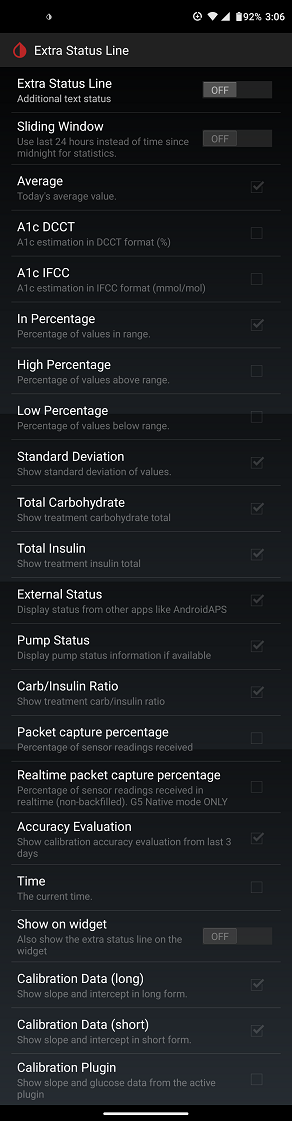 92% 3:06
Extra Status Line
Extra Status Line
Additional text status
OFF
Sliding Window
Use last 24 hours instead of time since
midnight for statistics.
OFF
Average
Today's average value.
A1c DCCT
A1c estimation in DCCT format (%)
A1c IFCC
A1c estimation in IFCC format (mmol/mol)
In Percentage
Percentage of values in range.
High Percentage
Percentage of values above range.
Low Percentage
Percentage of values below range.
Standard Deviation
Show standard deviation of values.
Total Carbohydrate
Show treatment carbohydrate total
Total Insulin
Show treatment insulin total
External Status
Display status from other apps like AndroidAPS
Pump Status
Display pump status information if available
Carb/Insulin Ratio
Show treatment carb/insulin ratio
Packet capture percentage
Percentage of sensor readings received
Realtime packet capture percentage
Percentage of sensor readings received in
realtime (non-backfilled). G5 Native mode ONLY
Accuracy Evaluation
Show calibration accuracy evaluation from last 3
days
Time
The current time.
Show on widget
Also show the extra status line on the
widget
OFF
Calibration Data (long)
Show slope and intercept in long form.
Calibration Data (short)
Show slope and intercept in short form.
Calibration Plugin
Show slope and glucose data from the active
plugin